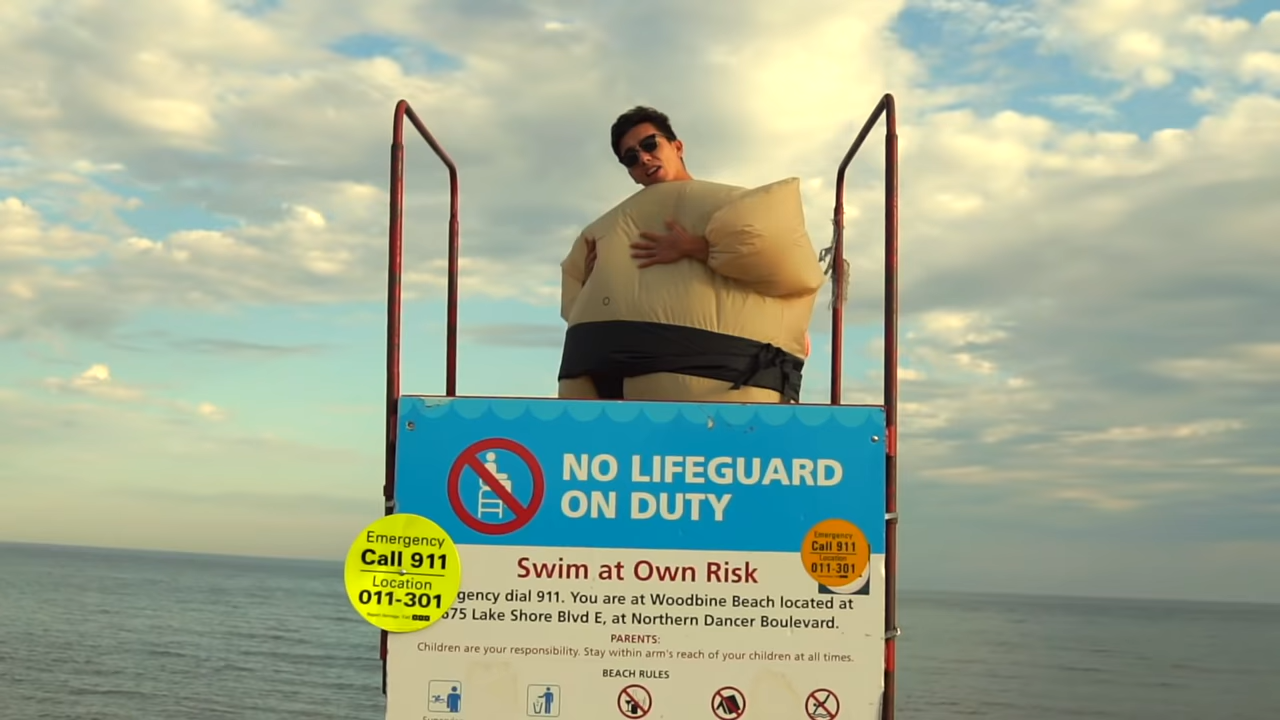 NO LIFEGUARD
ON DUTY
Emergency
Call 911
Location
011-301
Emergency
Call 911
Location
011-301
Swim at Own Risk
gency dial 911. You are at Woodbine Beach located at
675 Lake Shore Blvd E, at Northern Dancer Boulevard.
PARENTS:
Children are your responsibility. Stay within arm's reach of your children at all times.
BEACH RULES